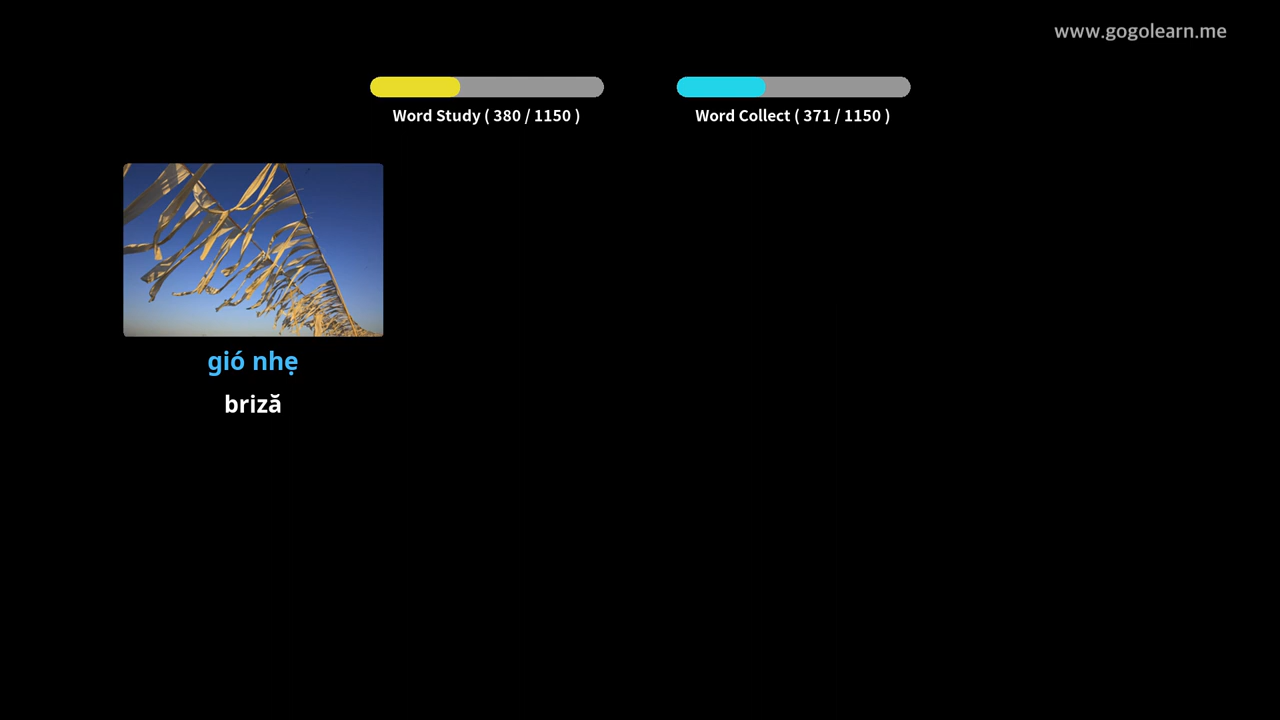 www.gogolearn.me
Word Study ( 380 / 1150 )
Word Collect ( 371 / 1150 )
gió nhẹ
briză